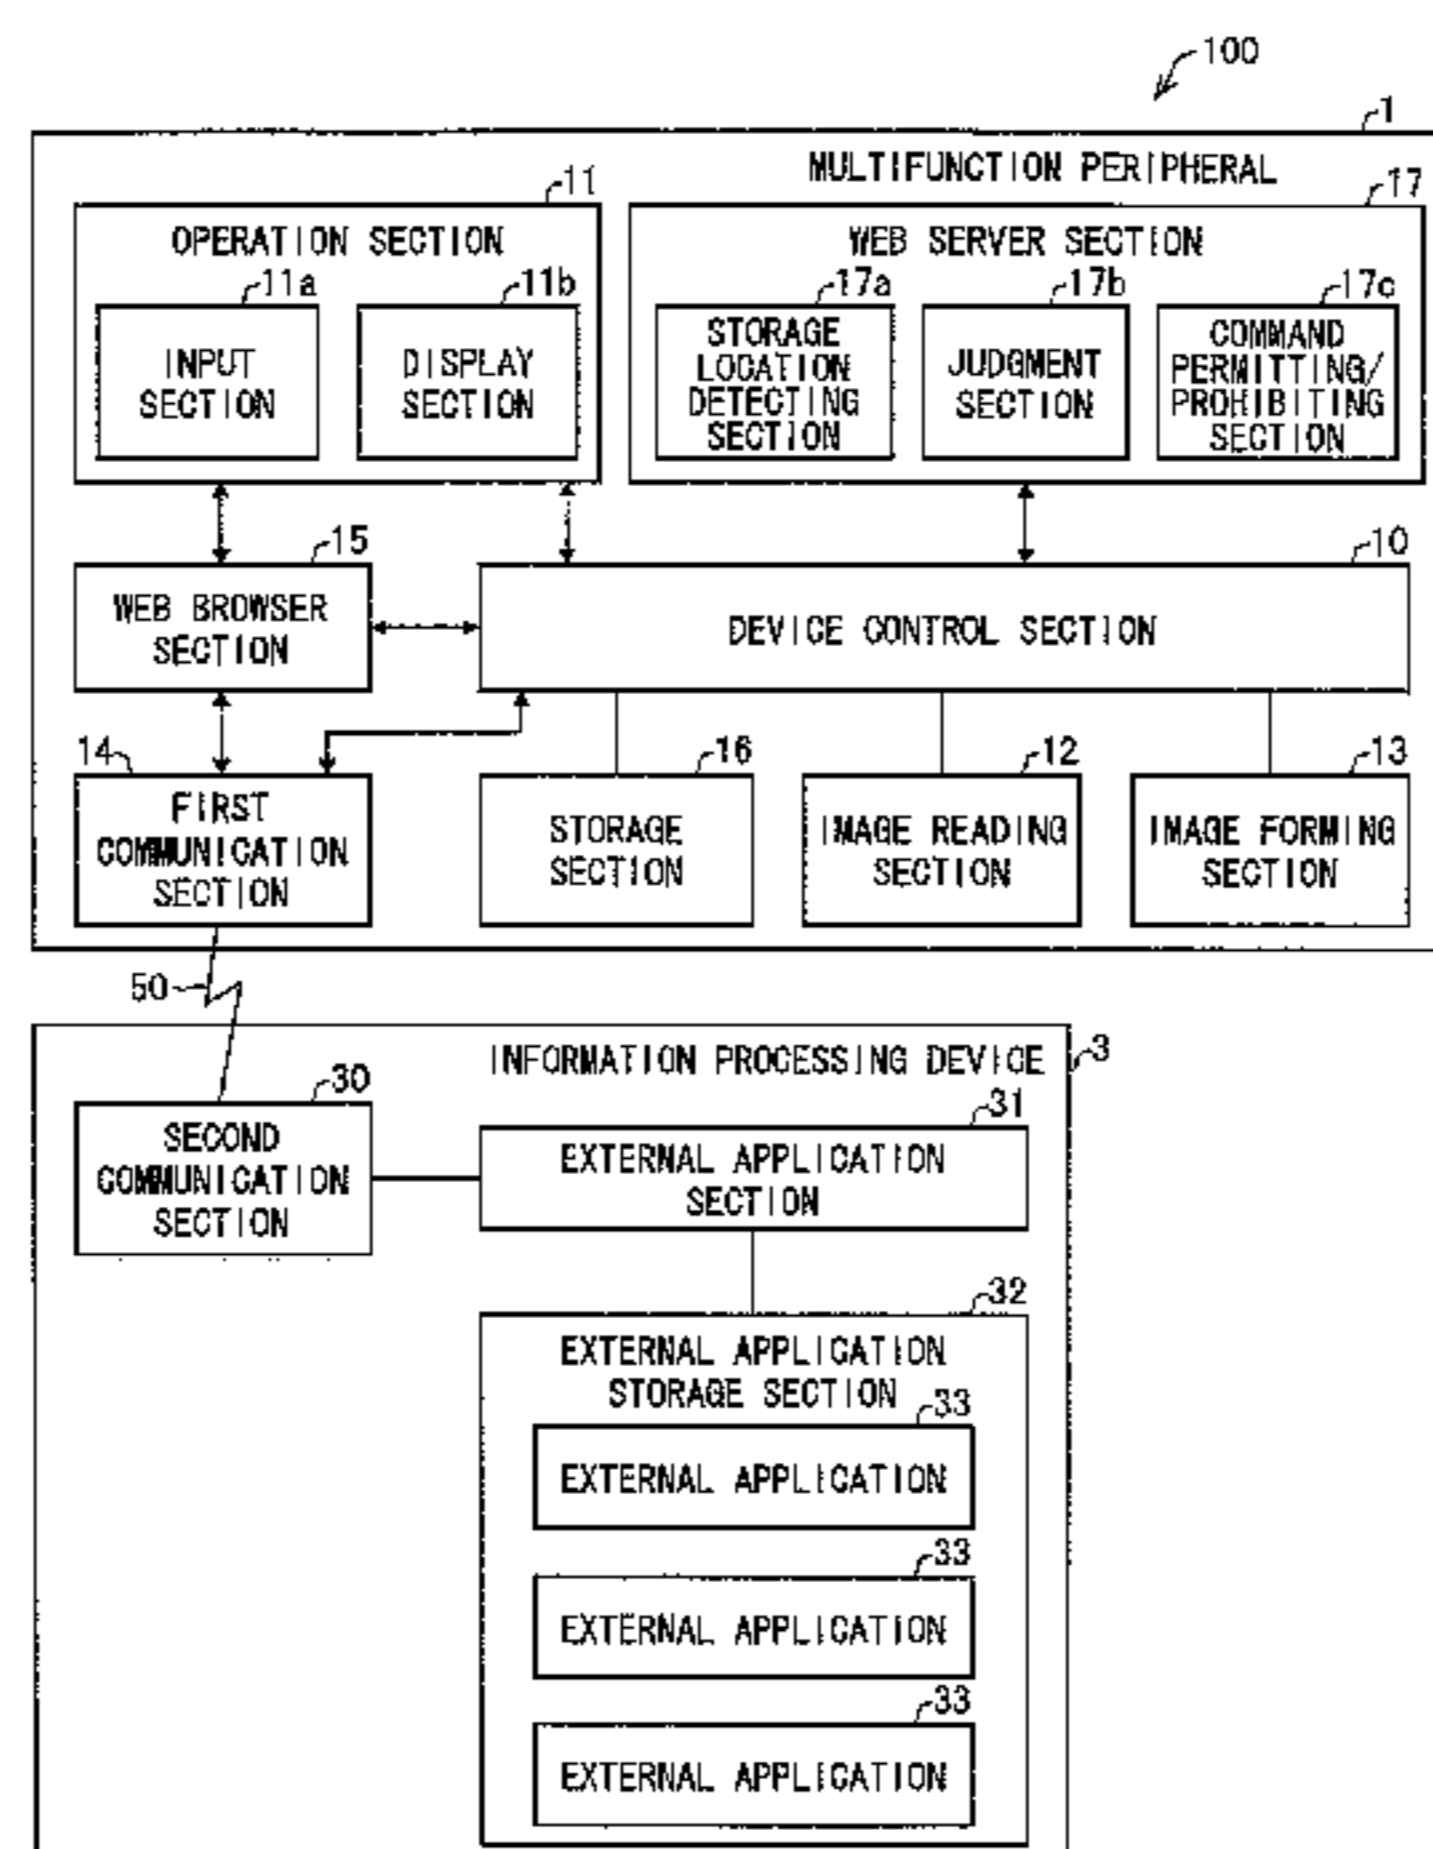 100
1
MULTIFUNCTION PERIPHERAL
11
17
OPERATION SECTION
WEB SERVER SECTION
11a
11b
17a
17b
17c
INPUT
SECTION
DISPLAY
SECTION
STORAGE
LOCATION
DETECTING
SECTION
JUDGMENT
SECTION
COMMAND
PERMITTING/
PROHIBITING
SECTION
15
10
WEB BROWSER
SECTION
DEVICE CONTROL SECTION
14
16
12
13
FIRST
COMMUNICATION
SECTION
STORAGE
SECTION
IMAGE READING
SECTION
IMAGE FORMING
SECTION
50
INFORMATION PROCESSING DEVICE
3
30
31
SECOND
COMMUNICATION
SECTION
EXTERNAL APPLICATION
SECTION
32
EXTERNAL APPLICATION
STORAGE SECTION
33
EXTERNAL APPLICATION
33
EXTERNAL APPLICATION
33
EXTERNAL APPLICATION